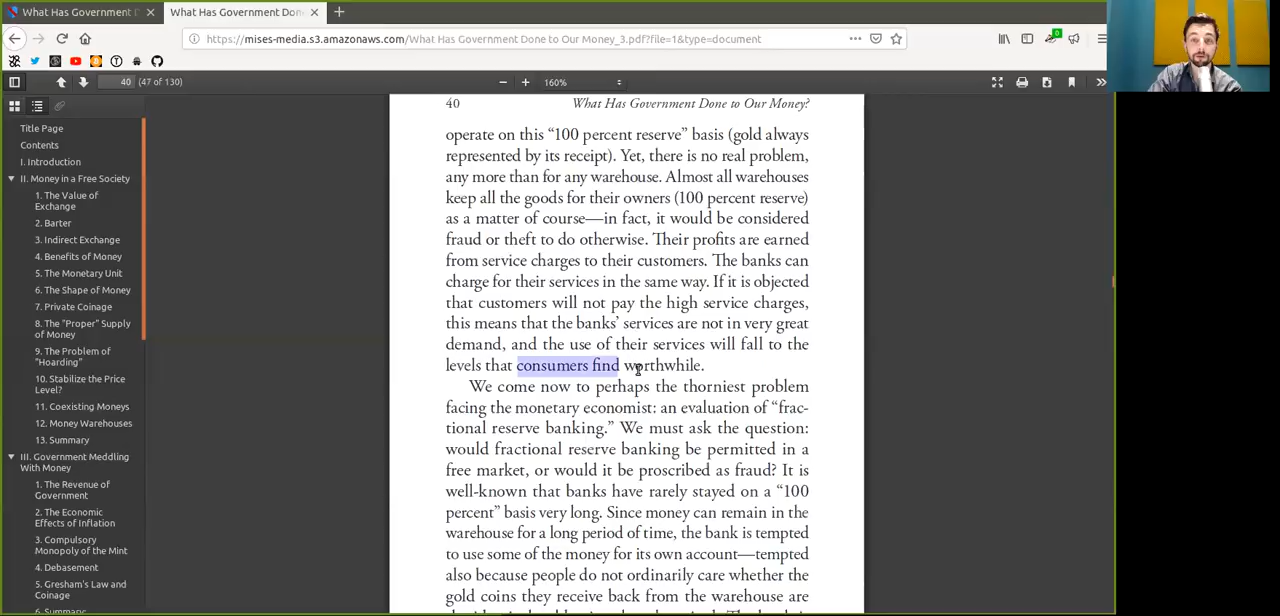 What Has Government I
What Has Government Don
https://mises-media.s3.amazonaws.com/What Has Government Done to Our Money_3.pdf?file=1&type=document
0
40
(47 of 130)
160%
Title Page
Contents
I. Introduction
II. Money in a Free Society
1. The Value of
Exchange
2. Barter
3. Indirect Exchange
4. Benefits of Money
5. The Monetary Unit
6. The Shape of Money
7. Private Coinage
8. The "Proper" Supply
of Money
9. The Problem of
"Hoarding"
10. Stabilize the Price
Level?
11. Coexisting Moneys
12. Money Warehouses
13. Summary
III. Government Meddling
With Money
1. The Revenue of
Government
2. The Economic
Effects of Inflation
3. Compulsory
Monopoly of the Mint
4. Debasement
5. Gresham's Law and
Coinage
6. Summary
40 What Has Government Done to Our Money?
operate on this “100 percent reserve” basis (gold always
represented by its receipt). Yet, there is no real problem,
any more than for any warehouse. Almost all warehouses
keep all the goods for their owners (100 percent reserve)
as a matter of course—in fact, it would be considered
fraud or theft to do otherwise. Their profits are earned
from service charges to their customers. The banks can
charge for their services in the same way. If it is objected
that customers will not pay the high service charges,
this means that the banks’ services are not in very great
demand, and the use of their services will fall to the
levels that consumers find worthwhile.
We come now to perhaps the thorniest problem
facing the monetary economist: an evaluation of “frac-
tional reserve banking.” We must ask the question:
would fractional reserve banking be permitted in a
free market, or would it be proscribed as fraud? It is
well-known that banks have rarely stayed on a “100
percent” basis very long. Since money can remain in the
warehouse for a long period of time, the bank is tempted
to use some of the money for its own account—tempted
also because people do not ordinarily care whether the
gold coins they receive back from the warehouse are